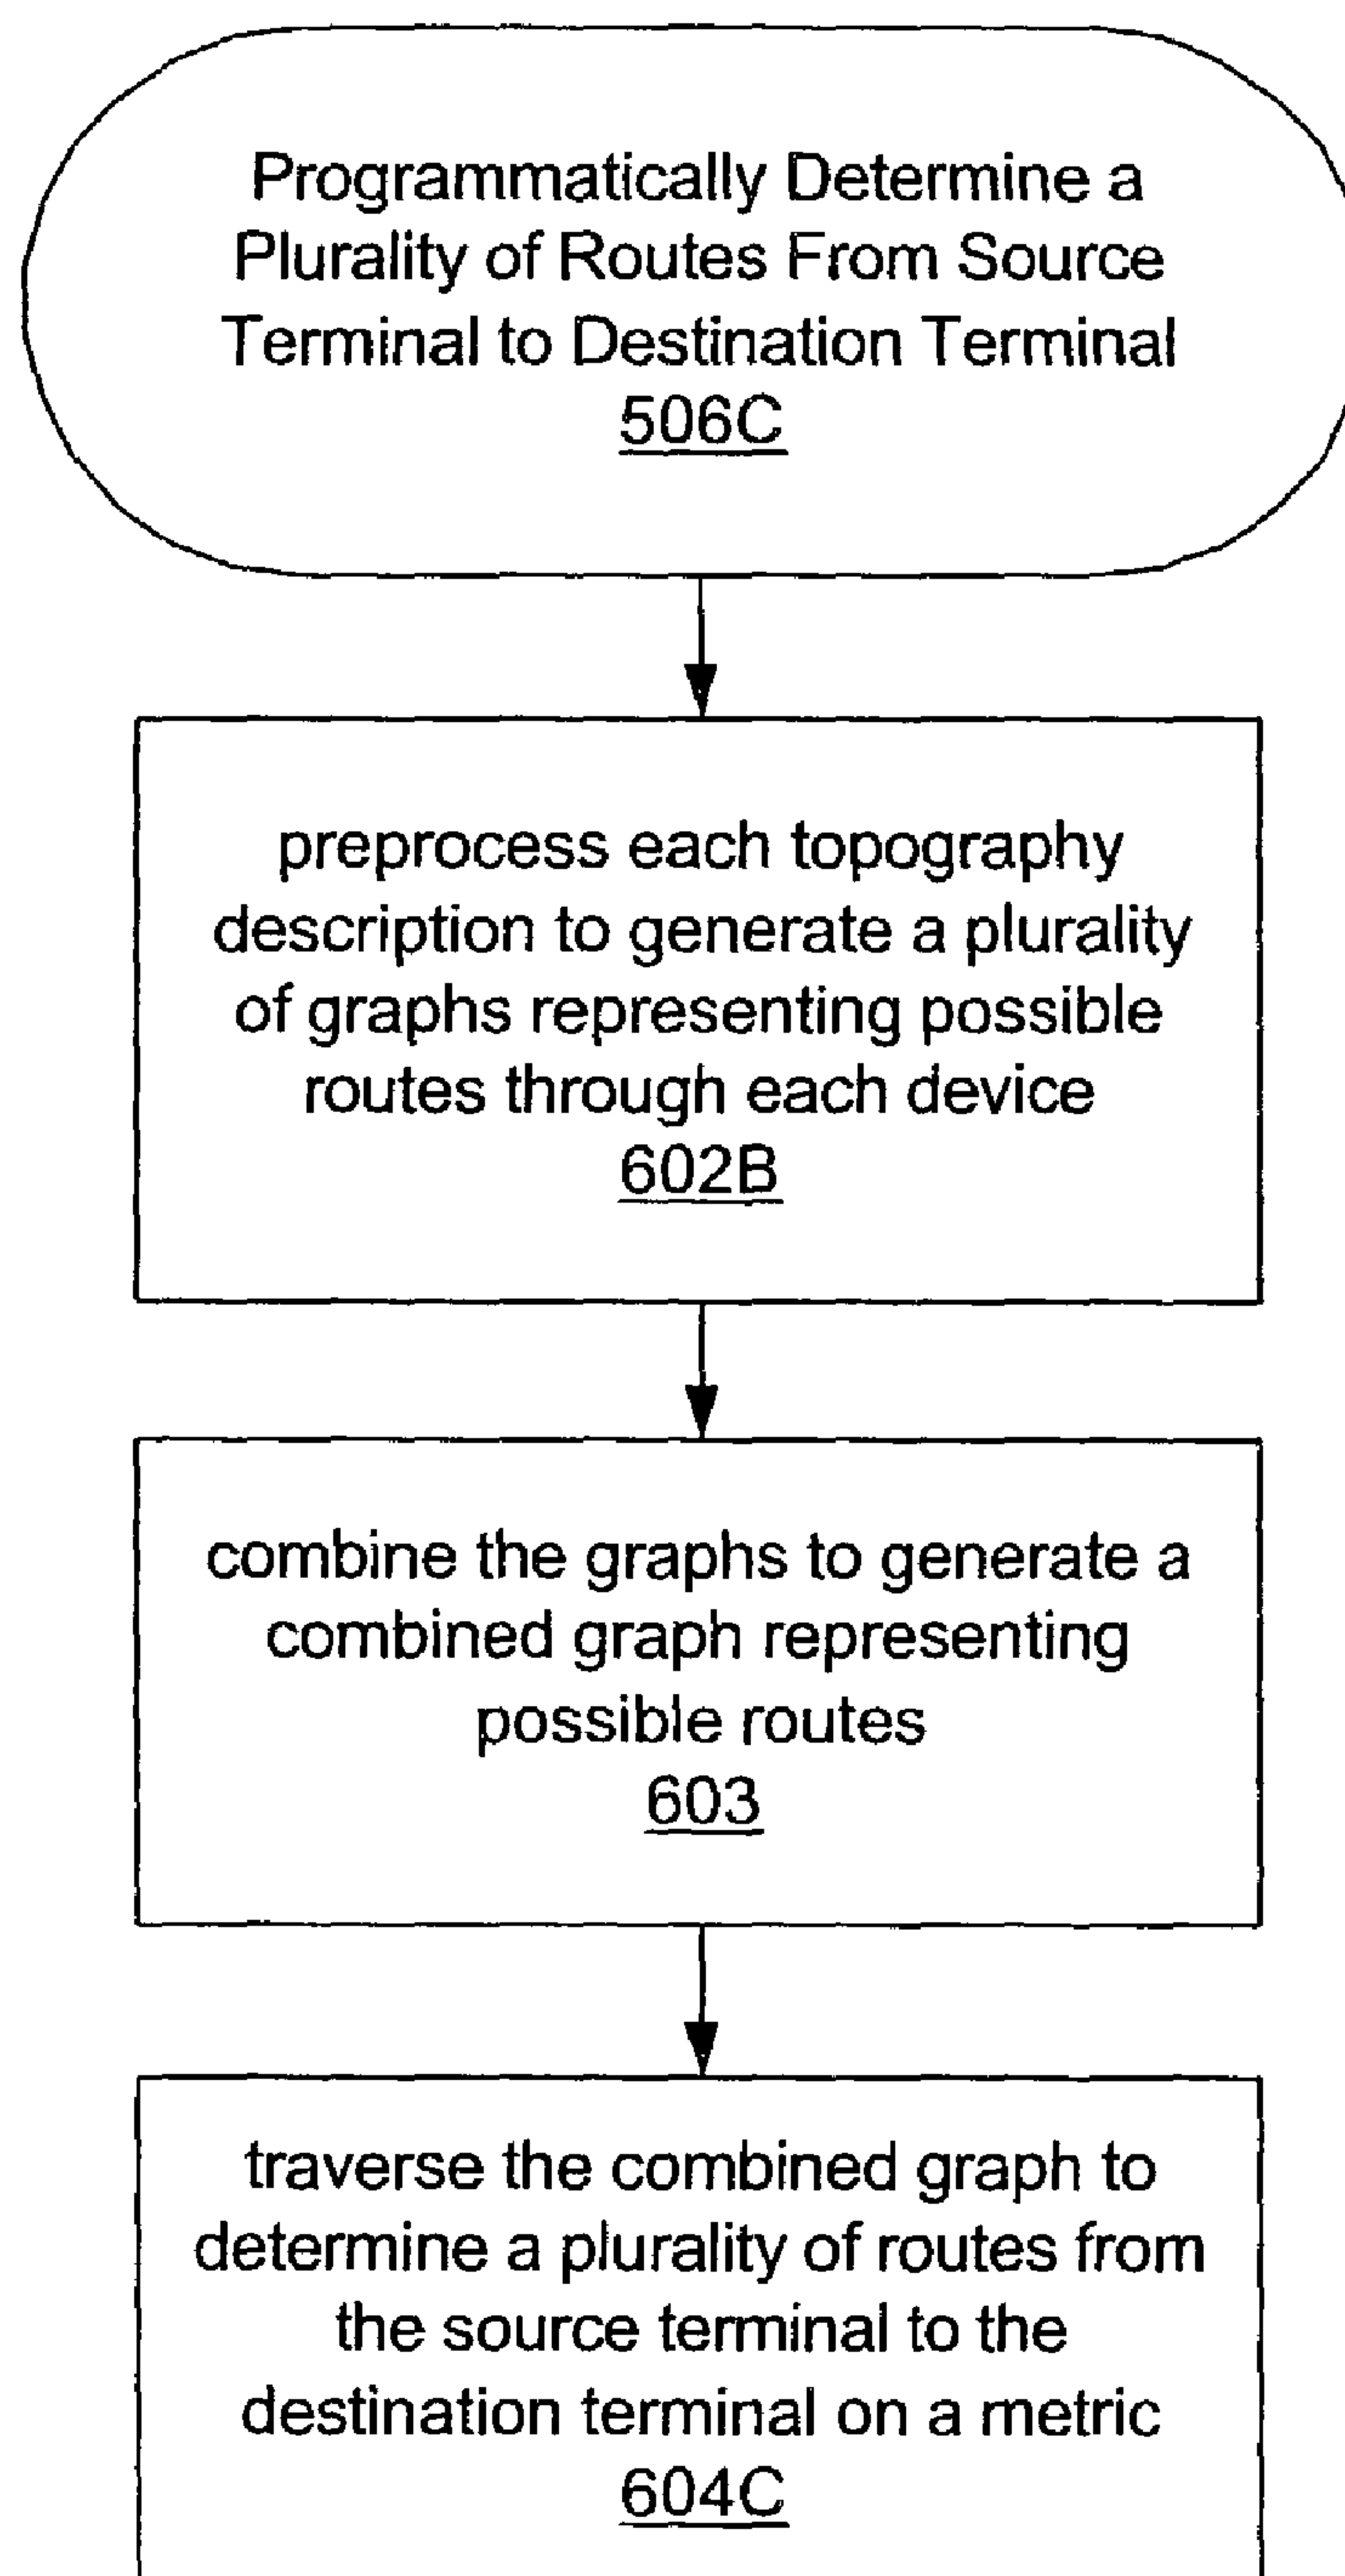 Programmatically Determine a
Plurality of Routes From Source
Terminal to Destination Terminal
506C
preprocess each topography
description to generate a plurality
of graphs representing possible
routes through each device
602B
combine the graphs to generate a
combined graph representing
possible routes
603
traverse the combined graph to
determine a plurality of routes from
the source terminal to the
destination terminal on a metric
604C